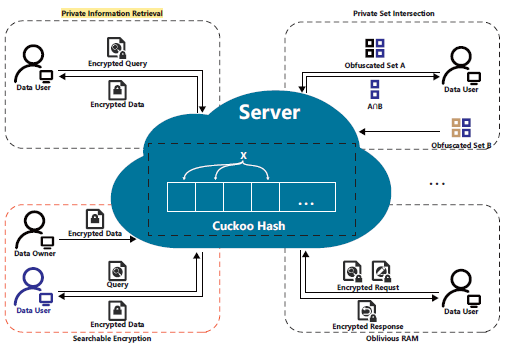 Private Information Retrieval
Private Set Intersection
Encrypted Query
Data User
Encrypted Data
Obfuscated Set A
Data User
A∩B
Obfuscated Set B
Server
x
...
Cuckoo Hash
...
Data Owner
Encrypted Data
Query
Data User
Encrypted Data
Searchable Encryption
Encrypted Requst
Data User
Encrypted Response
Oblivious RAM